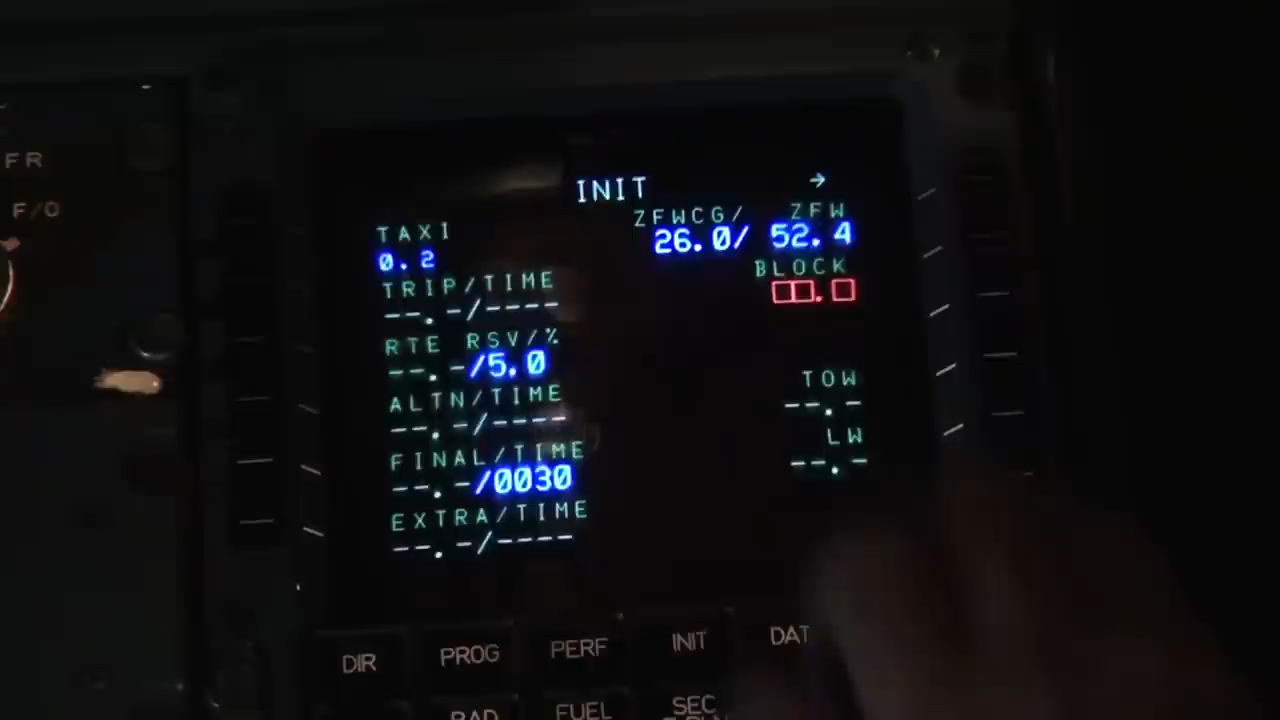 FR
F/O
INIT →
TAXI ZFWCG/ ZFW
0.2 26.0/ 52.4
TRIP/TIME BLOCK
--.-/---- □□.□
RTE RSV/%
--.-/5.0
ALTN/TIME TOW
--.-/---- --.-
FINAL/TIME LW
--.-/0030 --.-
EXTRA/TIME
--.-/----
DIR PROG PERF INIT DAT
RAD FUEL SEC